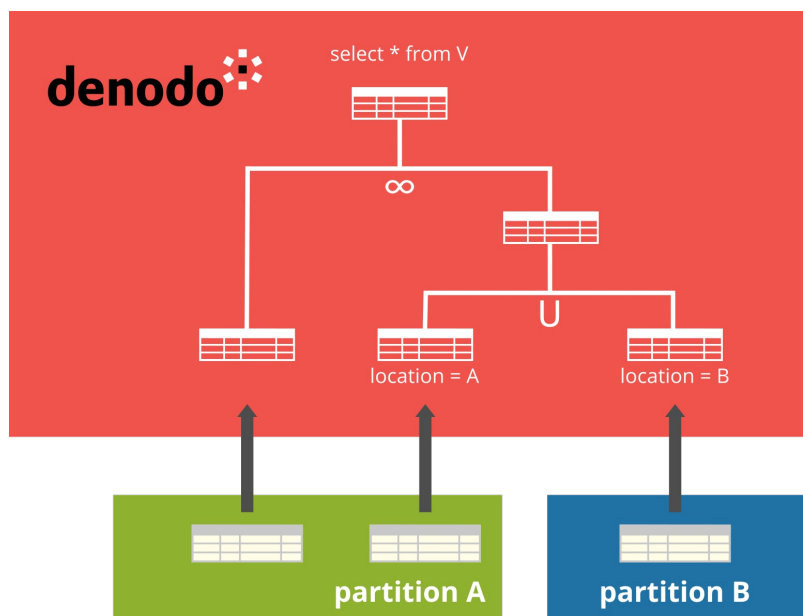 select * from V
denodo
∞
∪
location = A
location = B
partition A
partition B